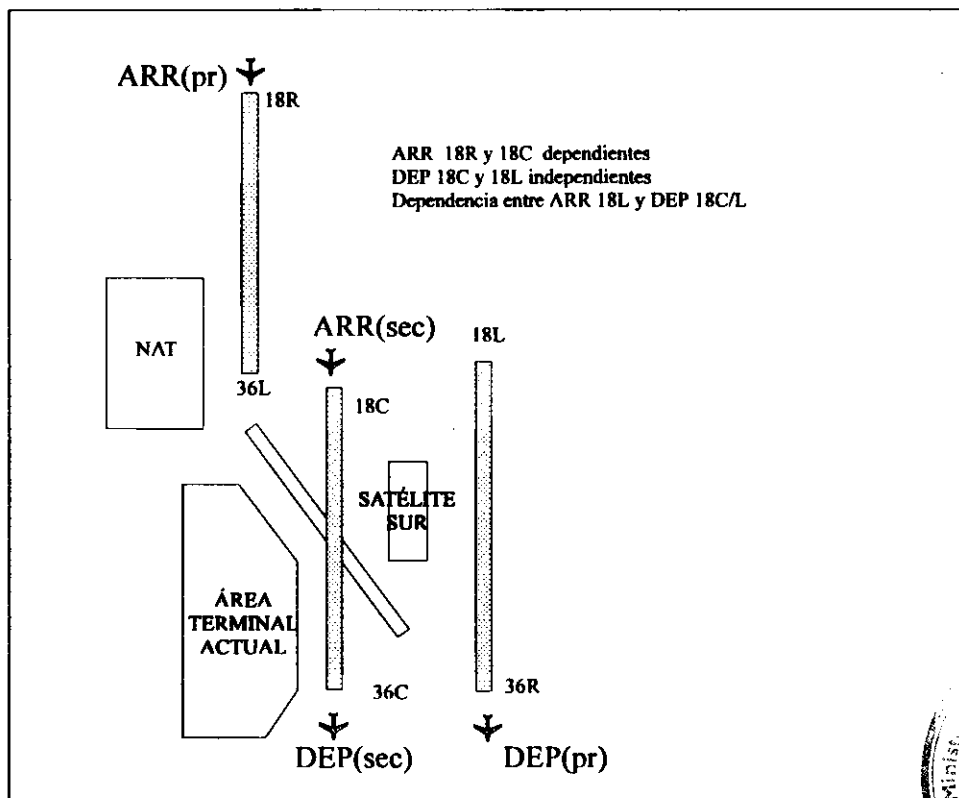 ARR(pr)
18R
ARR 18R y 18C dependientes
DEP 18C y 18L independientes
Dependencia entre ARR 18L y DEP 18C/L
NAT
36L
ARR(sec)
18L
18C
SATÉLITE
SUR
ÁREA
TERMINAL
ACTUAL
36C
36R
DEP(sec)
DEP(pr)
Minist.